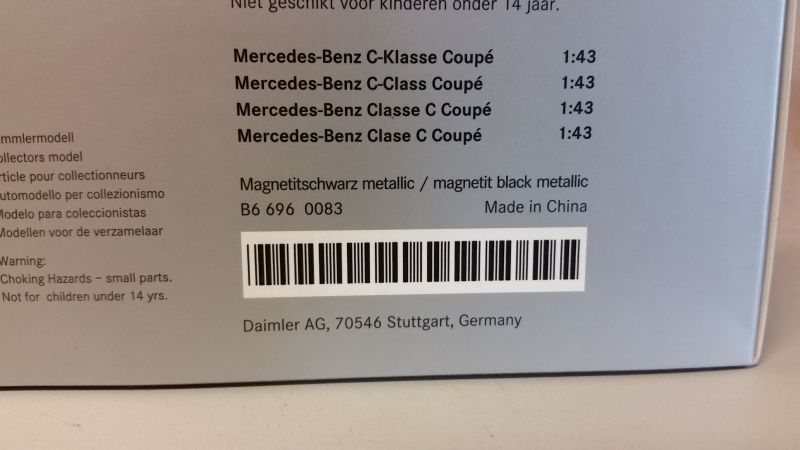 Niet geschikt voor kinderen onder 14 jaar.
Mercedes-Benz C-Klasse Coupé 1:43
Mercedes-Benz C-Class Coupé 1:43
Mercedes-Benz Classe C Coupé 1:43
Mercedes-Benz Clase C Coupé 1:43
mmlermodell
ollectors model
rticle pour collectionneurs
utomodello per collezionismo
Modelo para coleccionistas
Modellen voor de verzamelaar
Warning:
Choking Hazards – small parts.
Not for children under 14 yrs.
Magnetitschwarz metallic / magnetit black metallic
B6 696 0083 Made in China
Daimler AG, 70546 Stuttgart, Germany